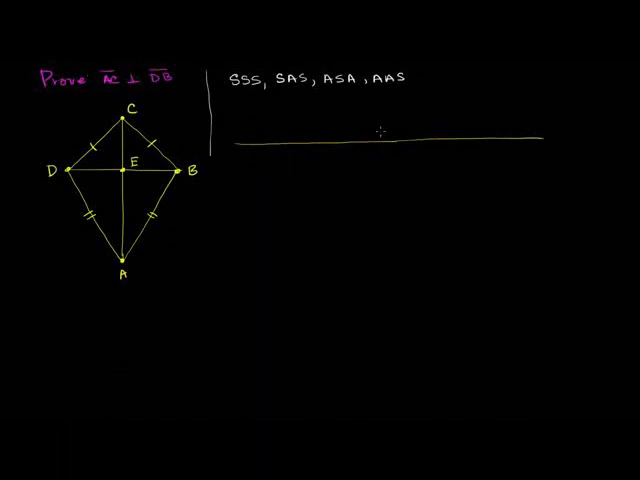 Prove: AC ⊥ DB
SSS, SAS, ASA, AAS
C
D
E
B
A